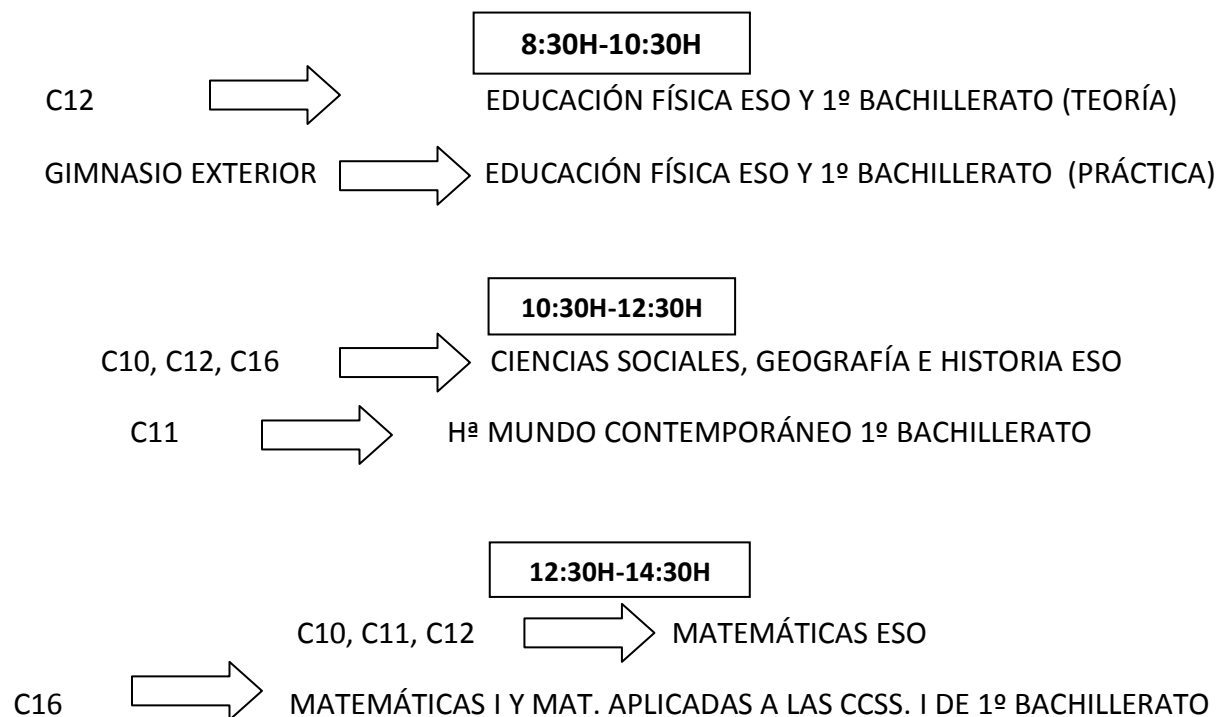 8:30H-10:30H
C12 EDUCACIÓN FÍSICA ESO Y 1º BACHILLERATO (TEORÍA)
GIMNASIO EXTERIOR EDUCACIÓN FÍSICA ESO Y 1º BACHILLERATO (PRÁCTICA)
10:30H-12:30H
C10, C12, C16 CIENCIAS SOCIALES, GEOGRAFÍA E HISTORIA ESO
C11 Hª MUNDO CONTEMPORÁNEO 1º BACHILLERATO
12:30H-14:30H
C10, C11, C12 MATEMÁTICAS ESO
C16 MATEMÁTICAS I Y MAT. APLICADAS A LAS CCSS. I DE 1º BACHILLERATO